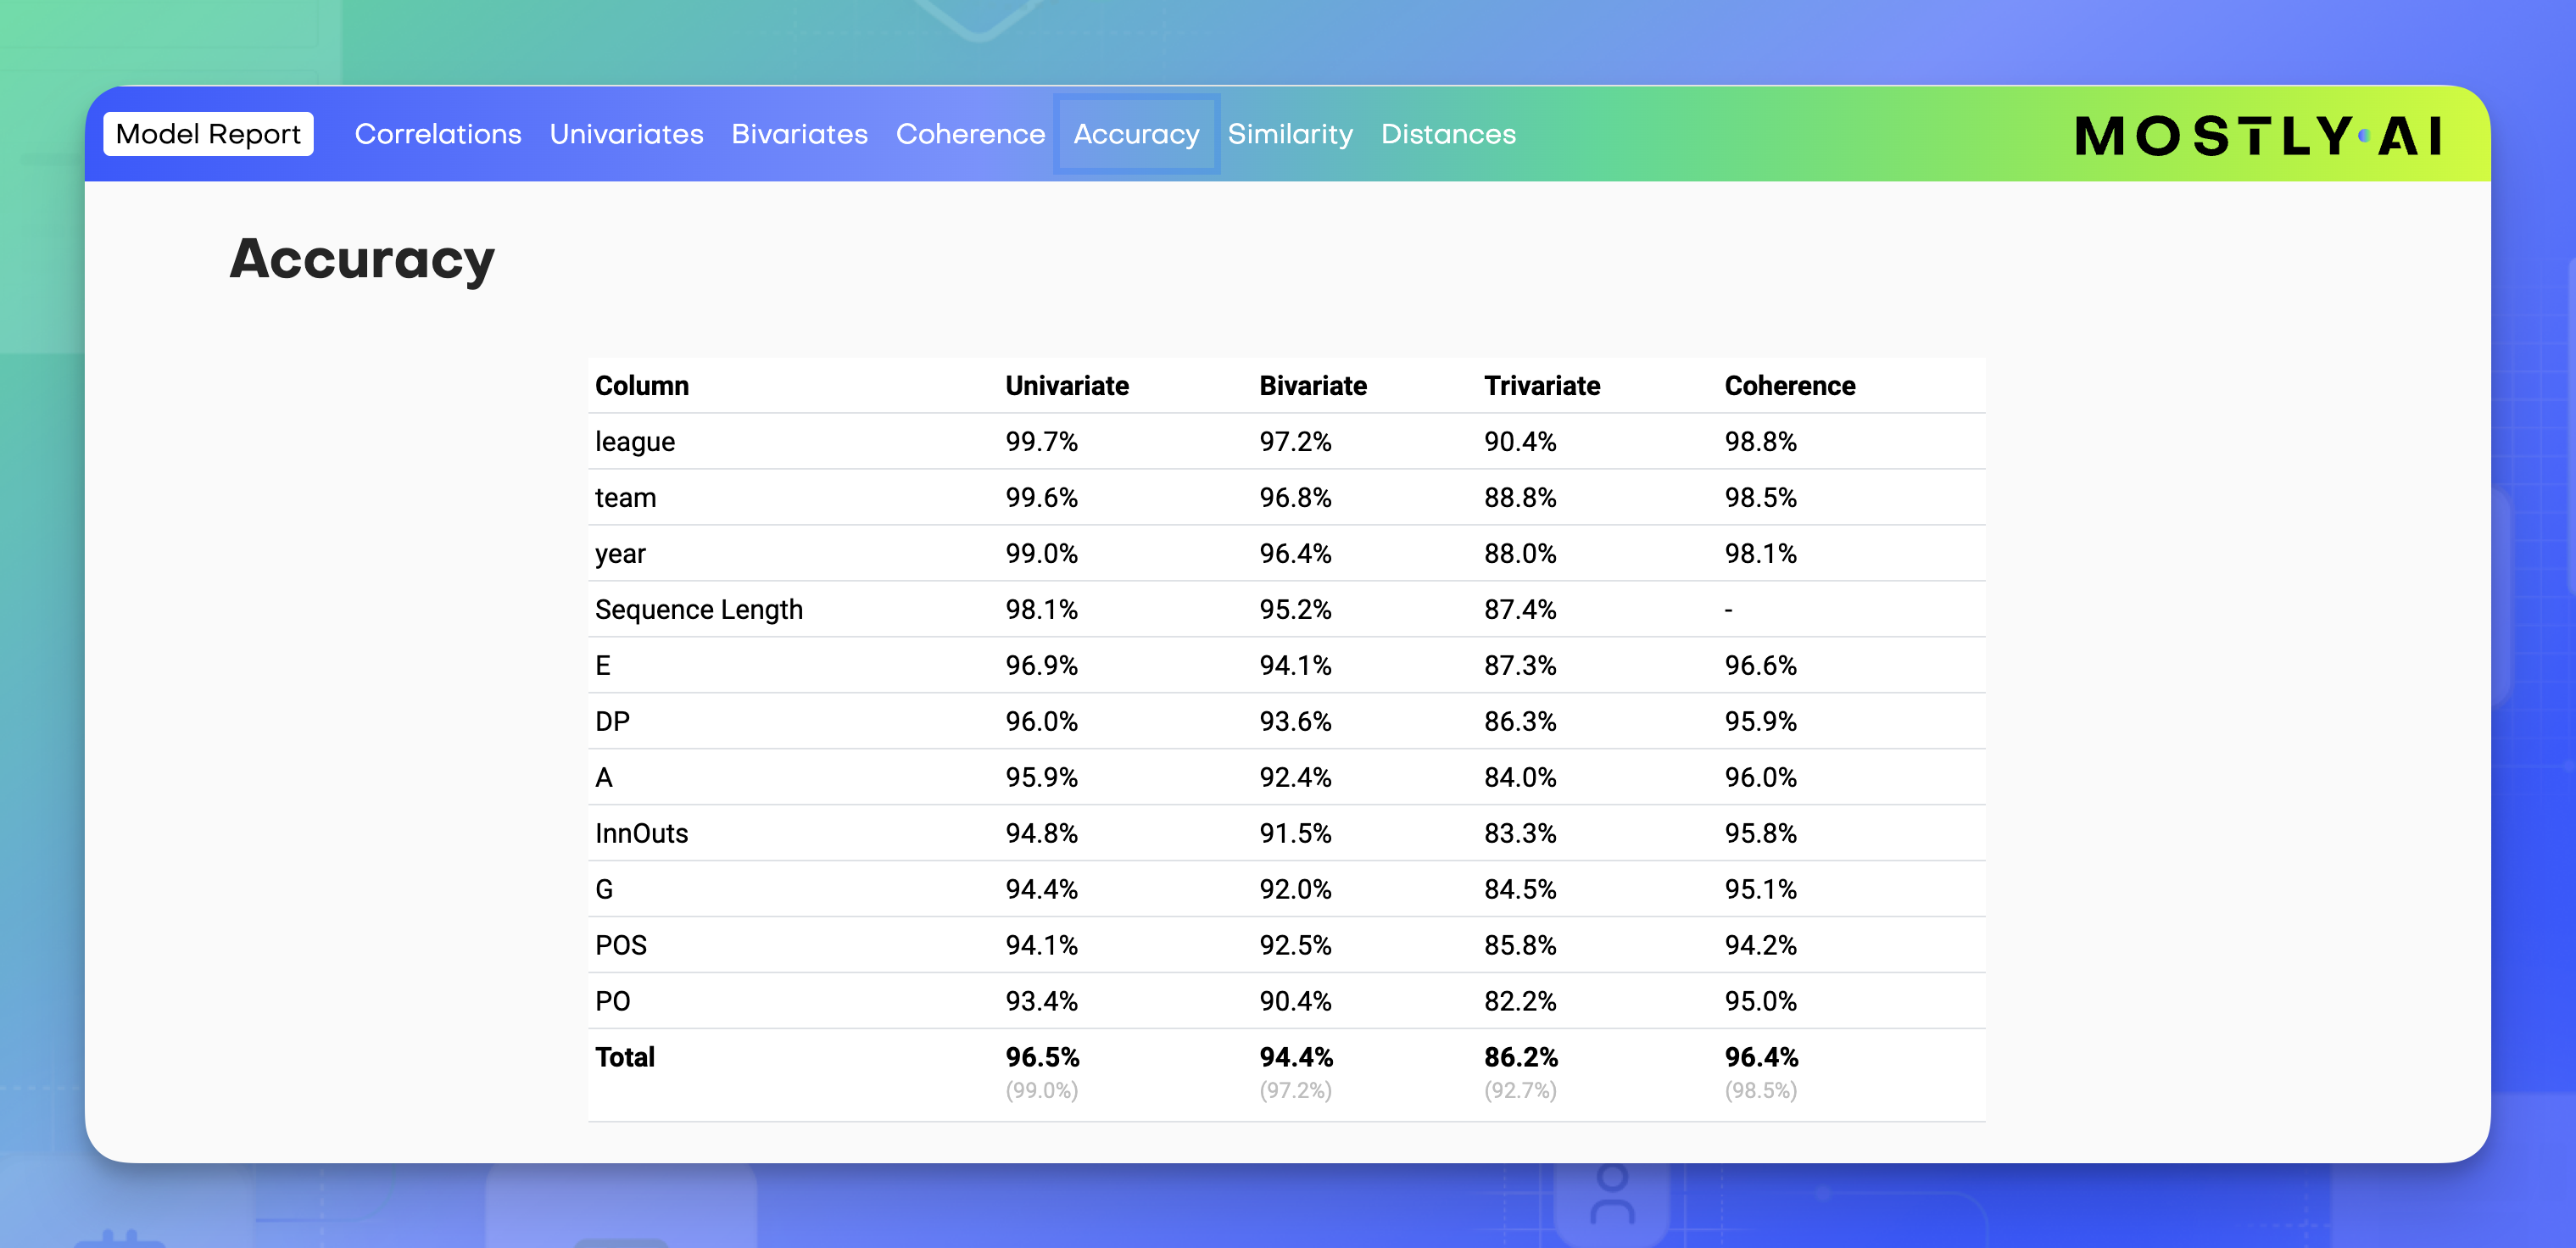 Model Report Correlations Univariates Bivariates Coherence Accuracy Similarity Distances MOSTLY·AI
Accuracy
Column Univariate Bivariate Trivariate Coherence
league 99.7% 97.2% 90.4% 98.8%
team 99.6% 96.8% 88.8% 98.5%
year 99.0% 96.4% 88.0% 98.1%
Sequence Length 98.1% 95.2% 87.4% -
E 96.9% 94.1% 87.3% 96.6%
DP 96.0% 93.6% 86.3% 95.9%
A 95.9% 92.4% 84.0% 96.0%
InnOuts 94.8% 91.5% 83.3% 95.8%
G 94.4% 92.0% 84.5% 95.1%
POS 94.1% 92.5% 85.8% 94.2%
PO 93.4% 90.4% 82.2% 95.0%
Total 96.5% 94.4% 86.2% 96.4%
(99.0%) (97.2%) (92.7%) (98.5%)